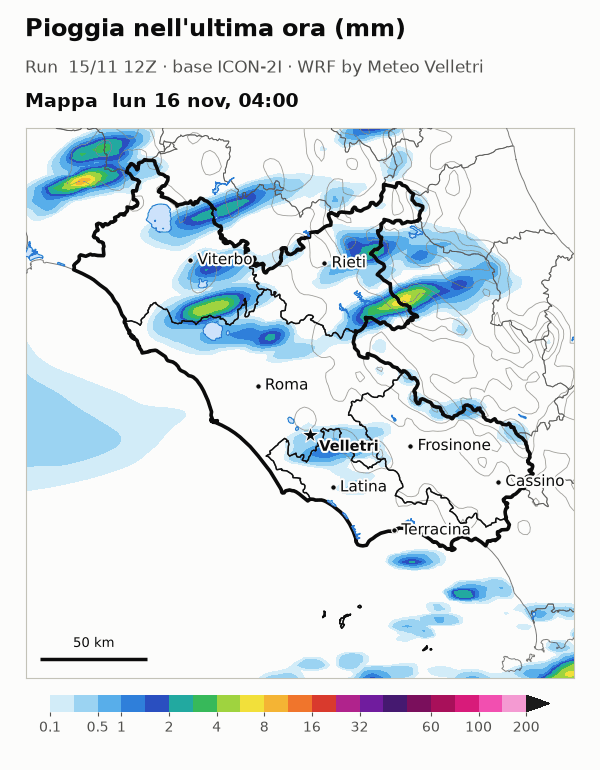 Pioggia nell'ultima ora (mm)
Run  15/11 12Z · base ICON-2I · WRF by Meteo Velletri
Mappa  lun 16 nov, 04:00
Viterbo
Rieti
Roma
Velletri
Frosinone
Latina
Cassino
Terracina
50 km
0.1 0.5 1 2 4 8 16 32 60 100 200